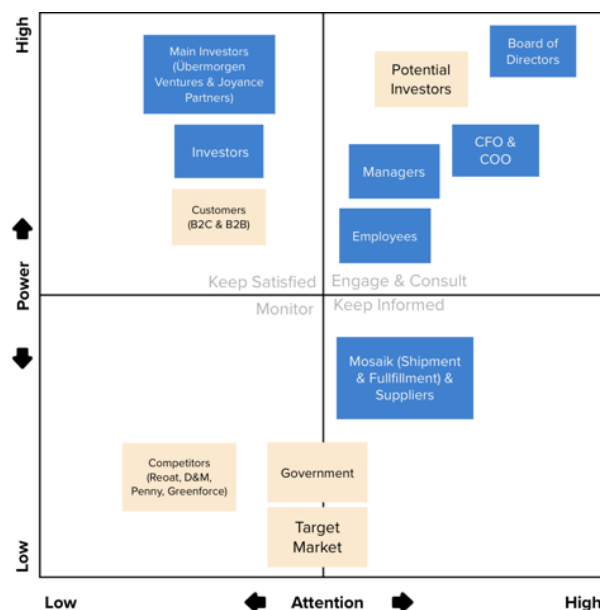 High
Main Investors
(Übermorgen
Ventures & Joyance
Partners)
Potential
Investors
Board of
Directors
Investors
Managers
CFO &
COO
Customers
(B2C & B2B)
Employees
Keep Satisfied
Engage & Consult
Power
Monitor
Keep Informed
Mosaik (Shipment
& Fullfillment) &
Suppliers
Competitors
(Reoat, D&M,
Penny, Greenforce)
Government
Target
Market
Low
Low
Attention
High